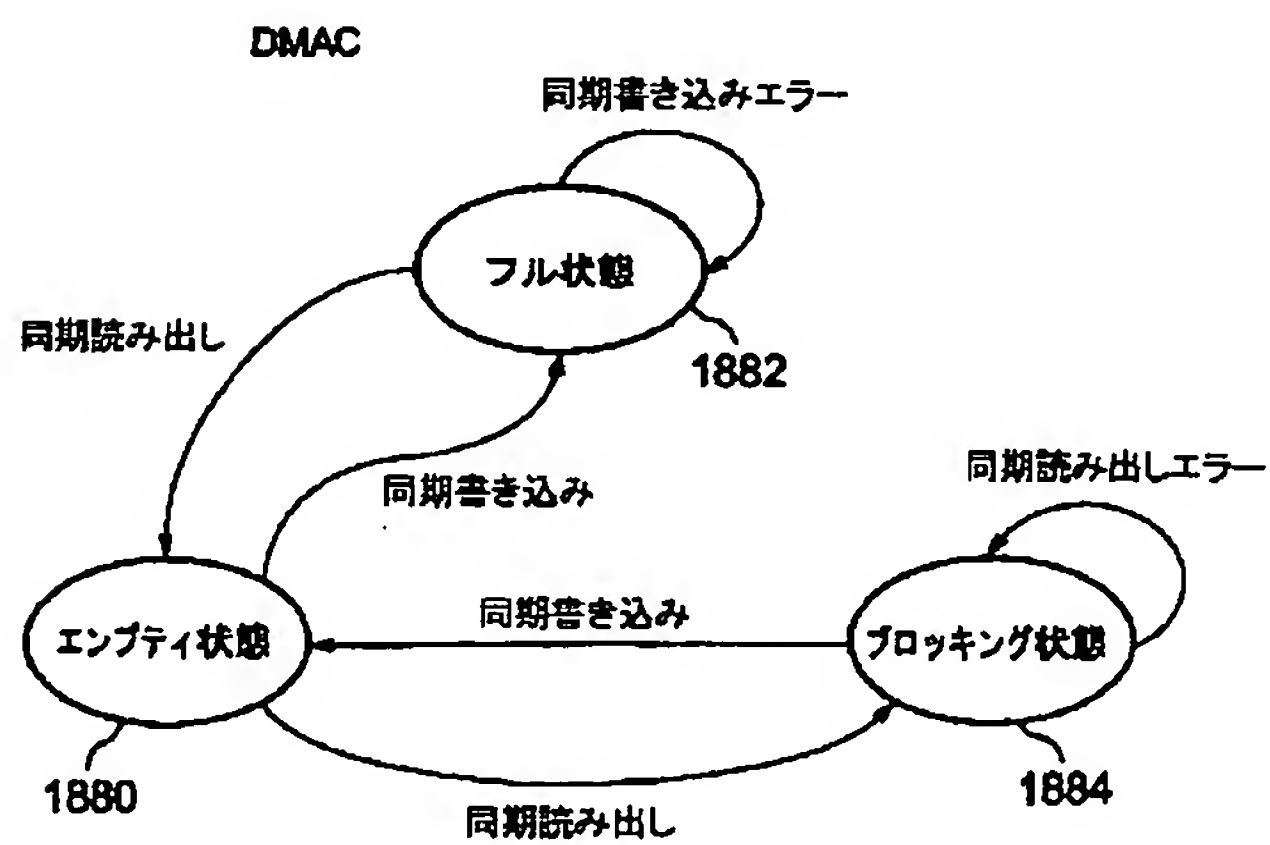 DMAC
同期書き込みエラー
フル状態
同期読み出し
1882
同期読み出しエラー
同期書き込み
同期書き込み
エンプティ状態
ブロッキング状態
1880
1884
同期読み出し